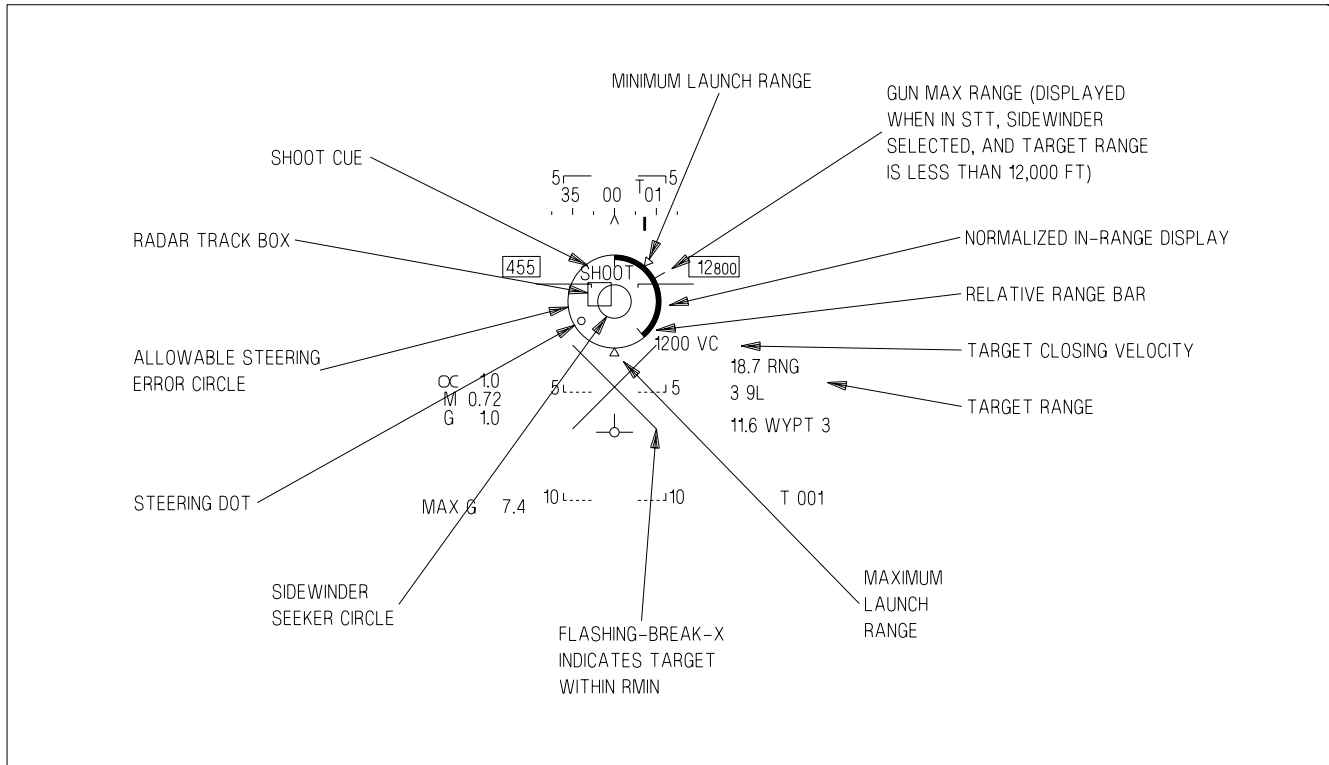 MINIMUM LAUNCH RANGE
GUN MAX RANGE (DISPLAYED
WHEN IN STT, SIDEWINDER
SELECTED, AND TARGET RANGE
IS LESS THAN 12,000 FT)
SHOOT CUE
5 5
35 00 T 01
RADAR TRACK BOX
NORMALIZED IN-RANGE DISPLAY
455 SHOOT 12800
RELATIVE RANGE BAR
ALLOWABLE STEERING
ERROR CIRCLE
1200 VC
TARGET CLOSING VELOCITY
18.7 RNG
α 1.0
M 0.72
G 1.0
5 5
3 9L
TARGET RANGE
11.6 WYPT 3
STEERING DOT
MAX G 7.4
10 10
T 001
SIDEWINDER
SEEKER CIRCLE
FLASHING-BREAK-X
INDICATES TARGET
WITHIN RMIN
MAXIMUM
LAUNCH
RANGE